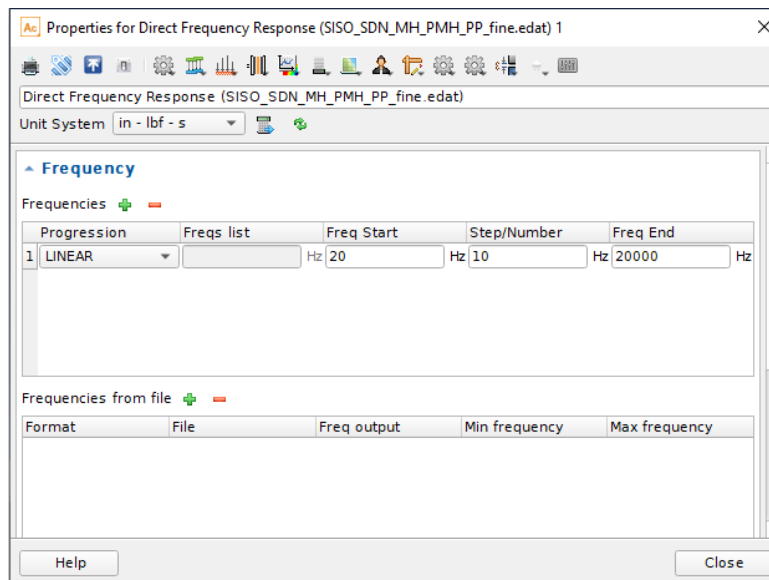 Ac Properties for Direct Frequency Response (SISO_SDN_MH_PMH_PP_fine.edat) 1
Direct Frequency Response (SISO_SDN_MH_PMH_PP_fine.edat)
Unit System in - lbf - s
Frequency
Frequencies
Progression Freqs list Freq Start Step/Number Freq End
1 LINEAR Hz 20 Hz 10 Hz 20000 Hz
Frequencies from file
Format File Freq output Min frequency Max frequency
Help Close